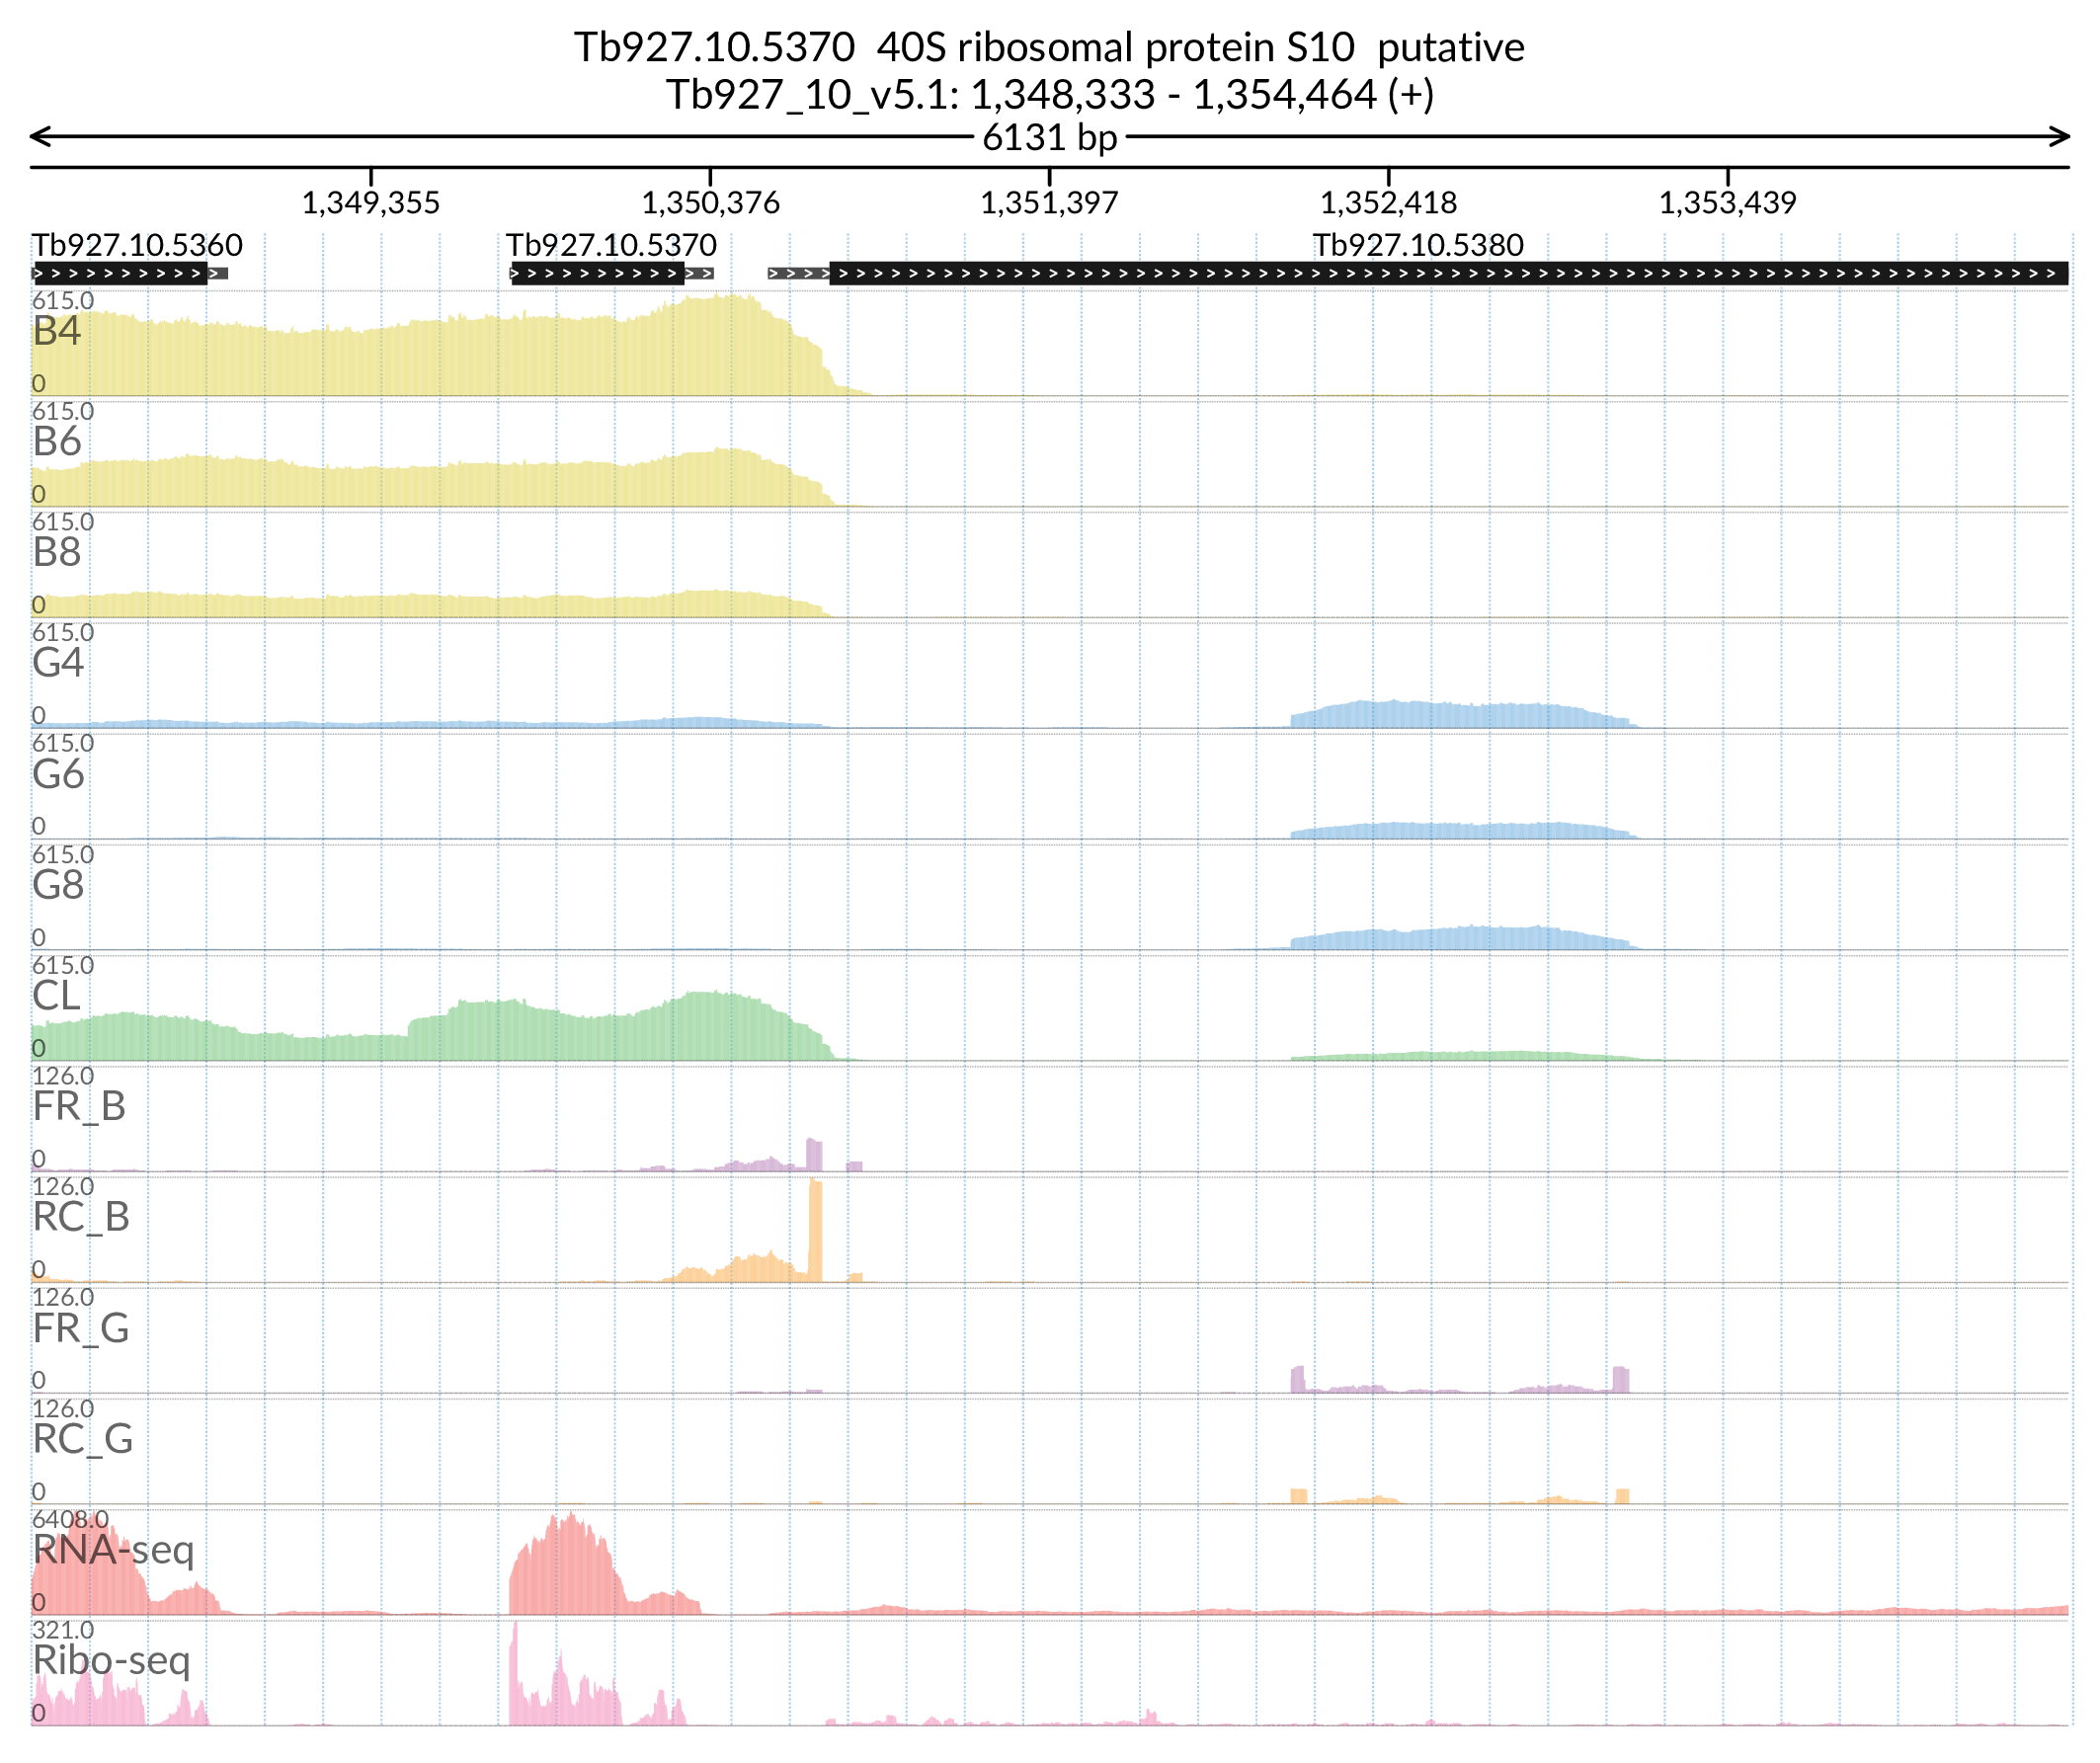 Tb927.10.5370  40S ribosomal protein S10  putative
Tb927_10_v5.1: 1,348,333 - 1,354,464 (+)
6131 bp
1,349,355 1,350,376 1,351,397 1,352,418 1,353,439
Tb927.10.5360 Tb927.10.5370 Tb927.10.5380
615.0
B4
0
615.0
B6
0
615.0
B8
0
615.0
G4
0
615.0
G6
0
615.0
G8
0
615.0
CL
0
126.0
FR_B
0
126.0
RC_B
0
126.0
FR_G
0
126.0
RC_G
0
6408.0
RNA-seq
0
321.0
Ribo-seq
0